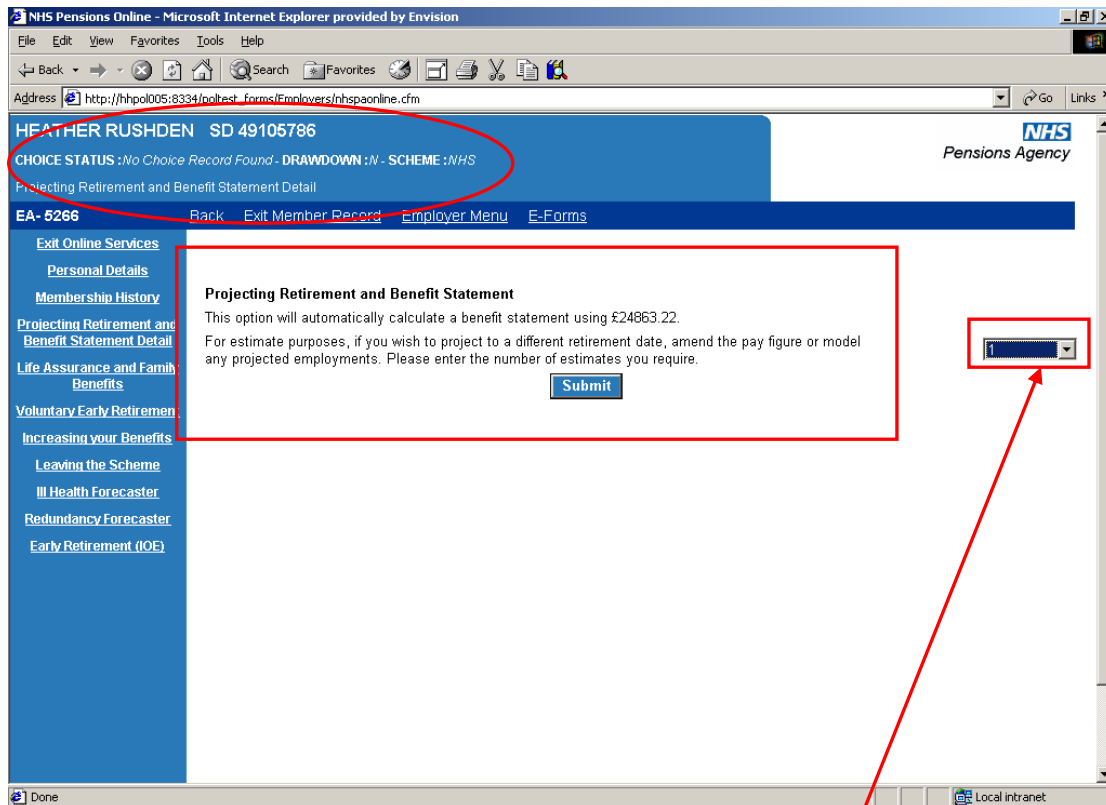 NHS Pensions Online - Microsoft Internet Explorer provided by Envision
File Edit View Favorites Tools Help
Back Search Favorites
Address http://hhpol005:8334/poltest_forms/Employers/nhspaonline.cfm Go Links
HEATHER RUSHDEN SD 49105786
CHOICE STATUS :No Choice Record Found - DRAWDOWN :N - SCHEME :NHS
Projecting Retirement and Benefit Statement Detail
NHS
Pensions Agency
EA- 5266 Back Exit Member Record Employer Menu E-Forms
Exit Online Services
Personal Details
Membership History
Projecting Retirement and
Benefit Statement Detail
Life Assurance and Family
Benefits
Voluntary Early Retirement
Increasing your Benefits
Leaving the Scheme
Ill Health Forecaster
Redundancy Forecaster
Early Retirement (IOE)
Projecting Retirement and Benefit Statement
This option will automatically calculate a benefit statement using £24863.22.
For estimate purposes, if you wish to project to a different retirement date, amend the pay figure or model
any projected employments. Please enter the number of estimates you require.
1
Submit
Done Local intranet